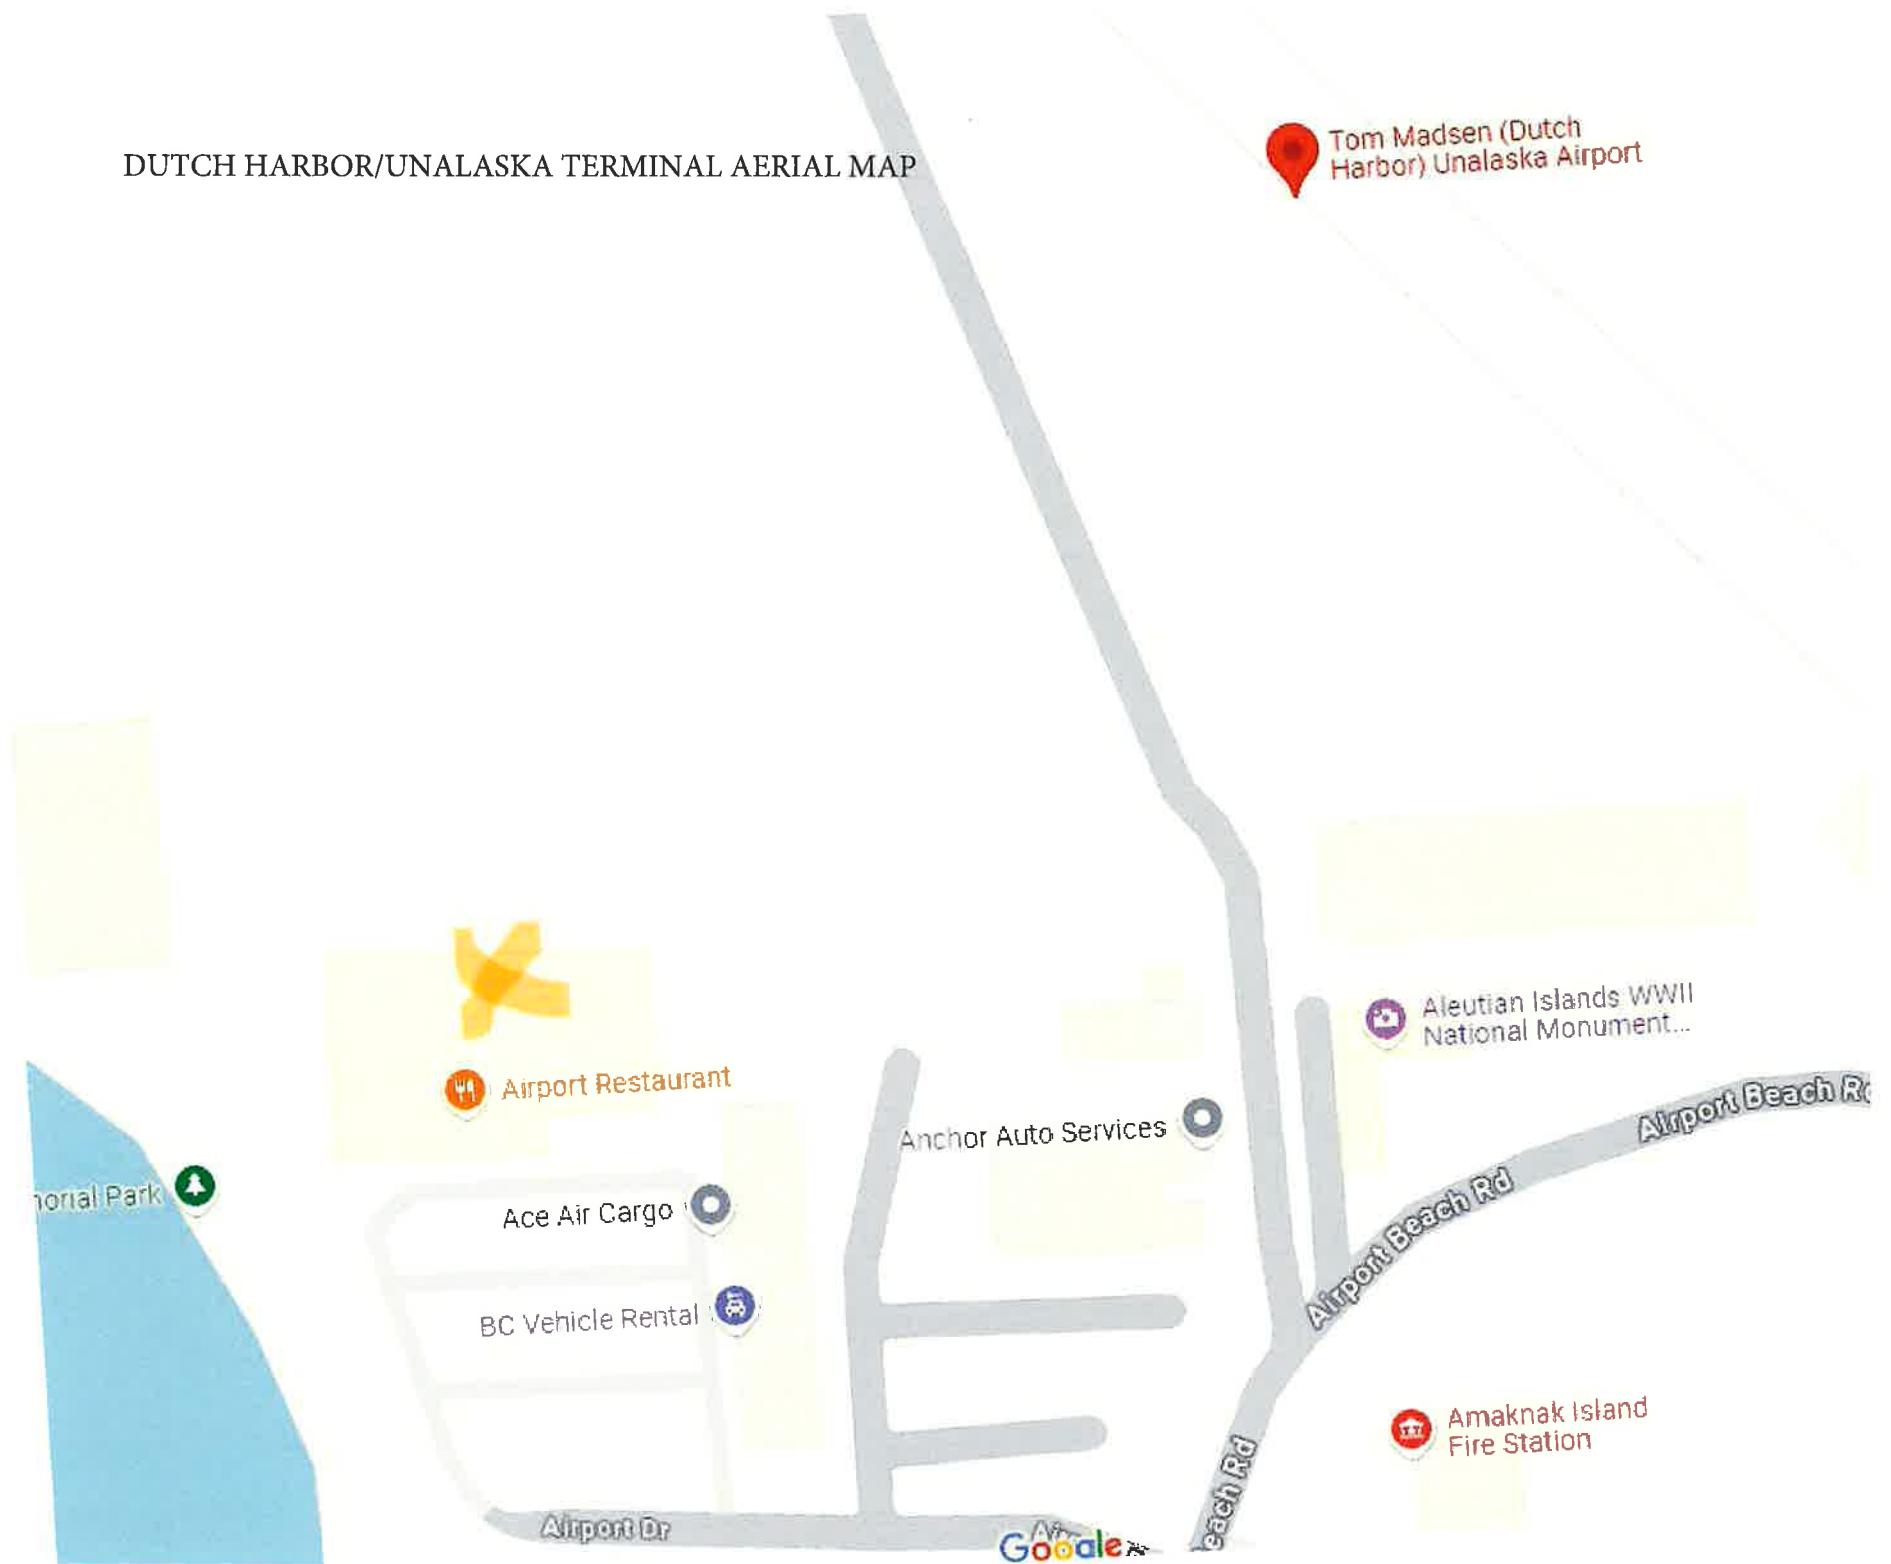 DUTCH HARBOR/UNALASKA TERMINAL AERIAL MAP
Tom Madsen (Dutch
Harbor) Unalaska Airport
Aleutian Islands WWII
National Monument...
Airport Restaurant
Airport Beach Rd
Anchor Auto Services
Park
Airport Beach Rd
Ace Air Cargo
BC Vehicle Rental
Amaknak Island
Fire Station
each Rd
Airport Dr
Google